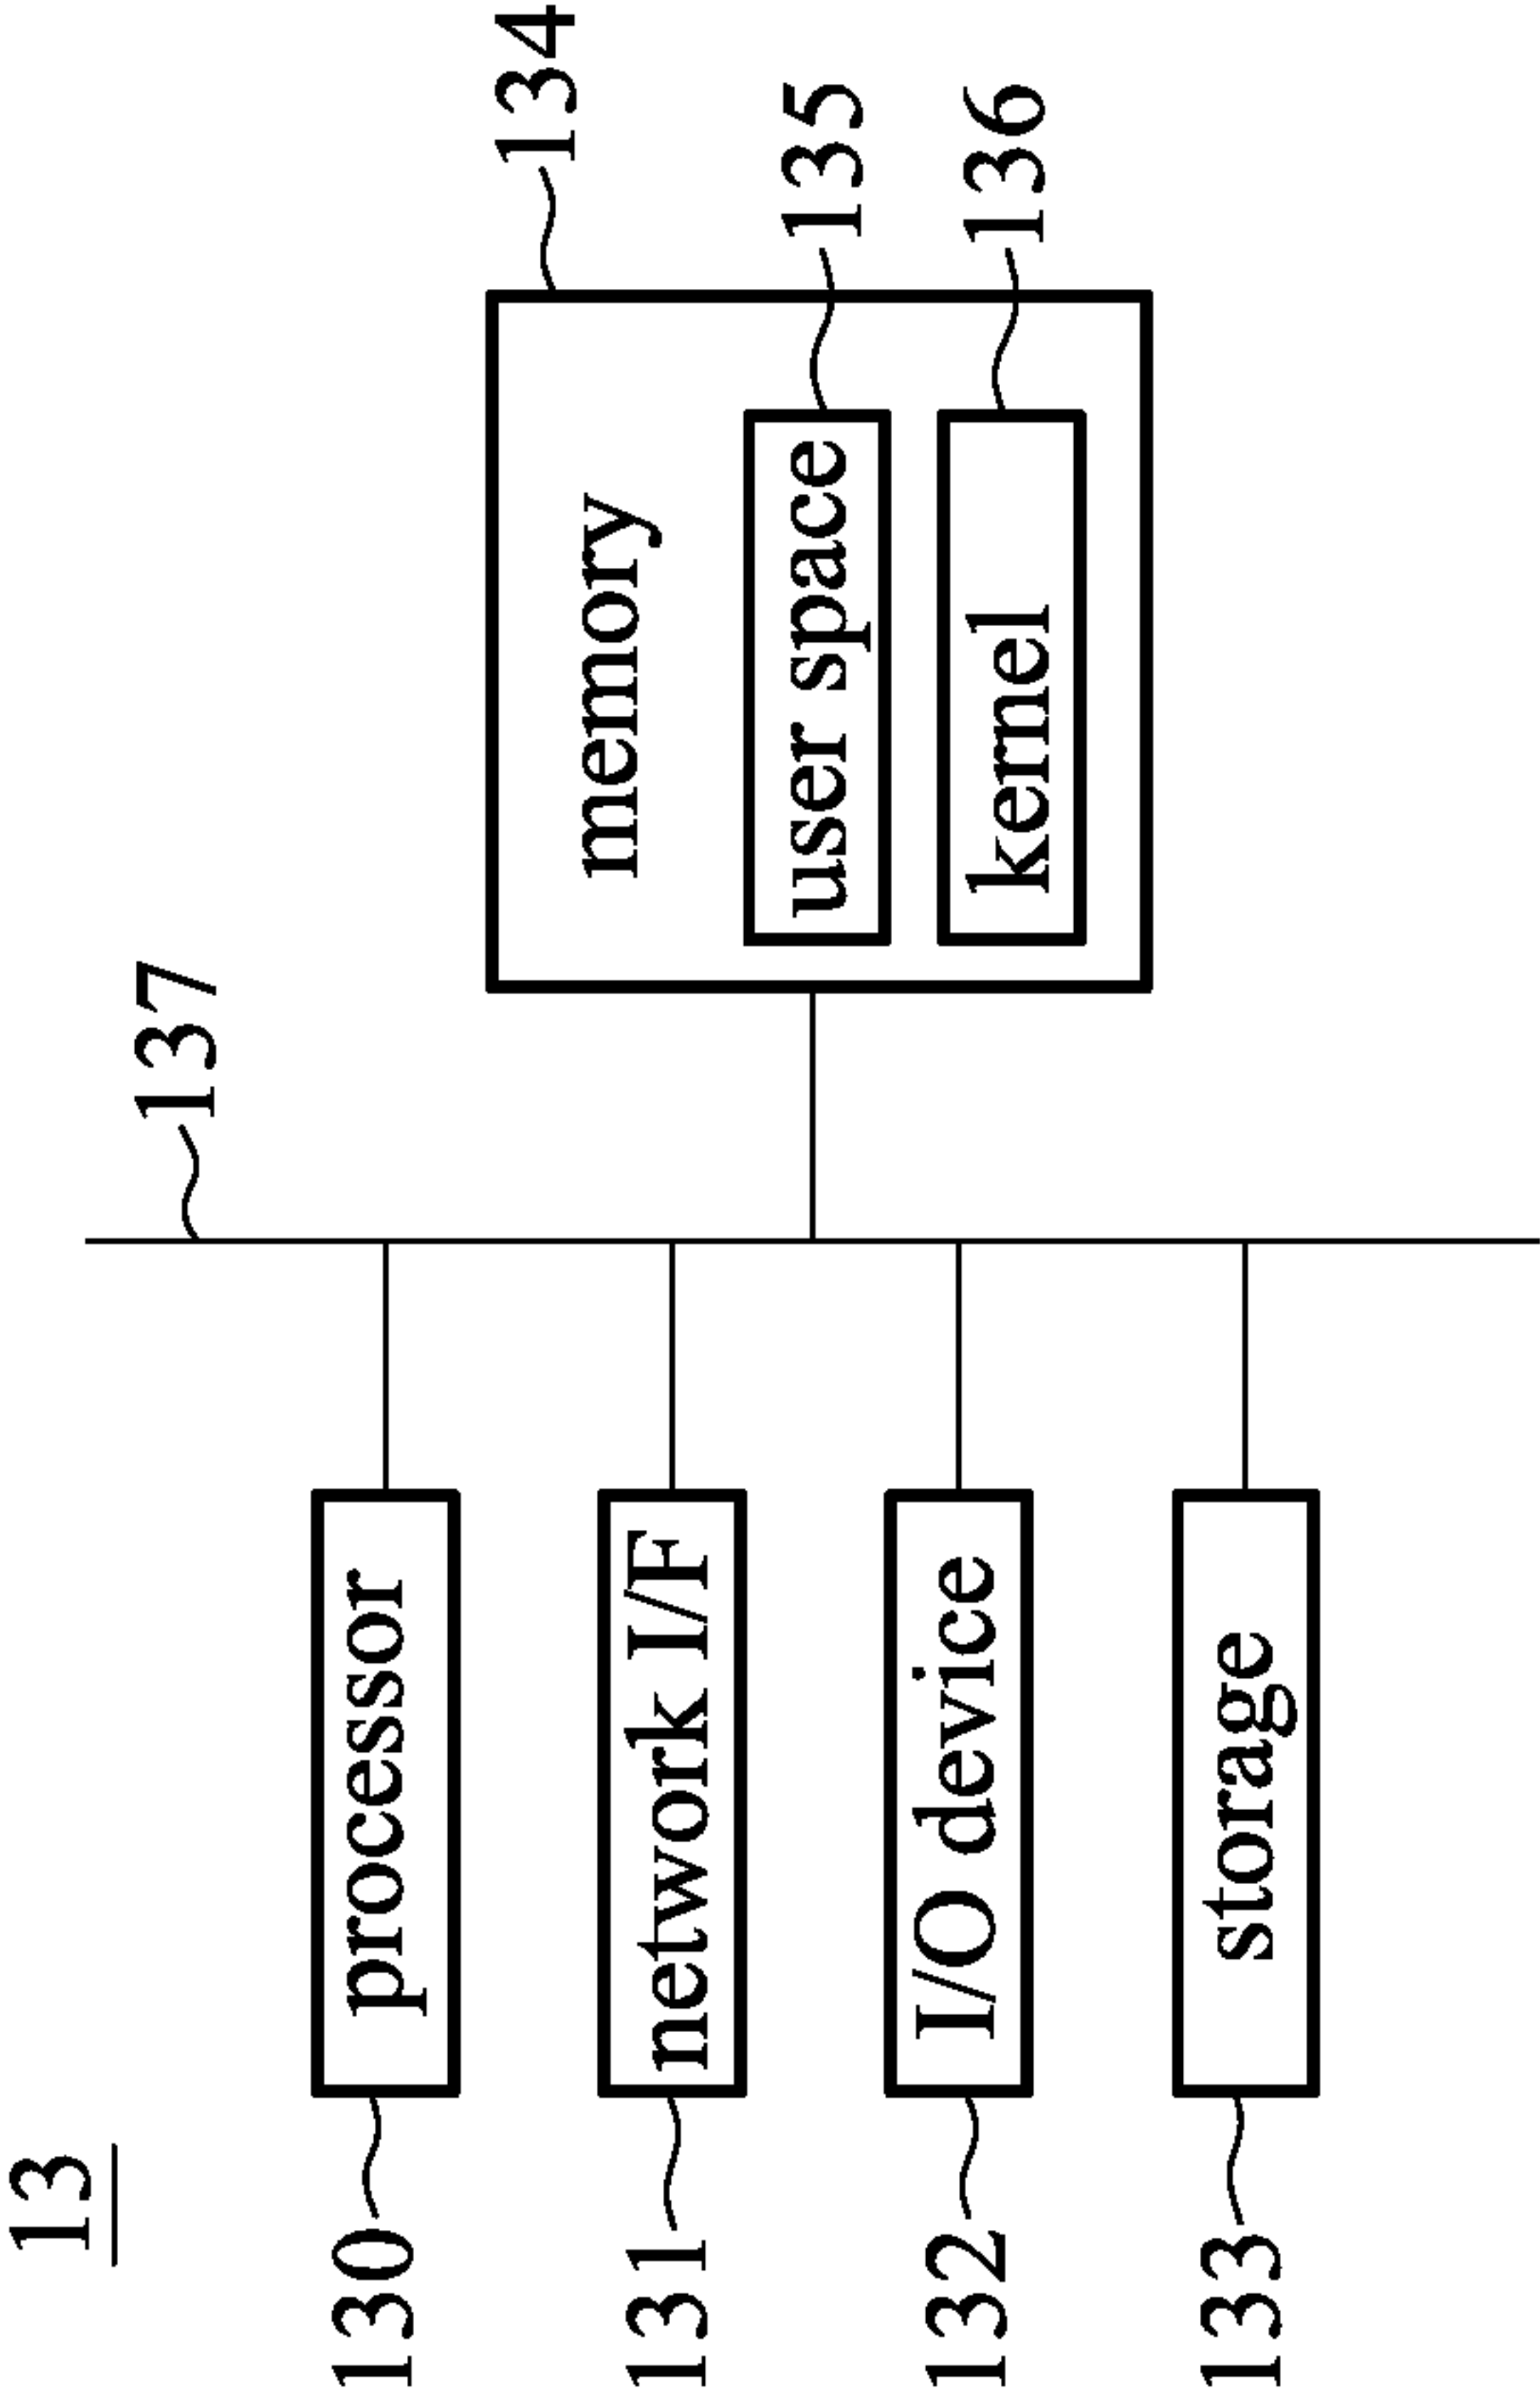 13
137
130
processor
134
memory
131
network I/F
user space
135
132
I/O device
kernel
136
133
storage